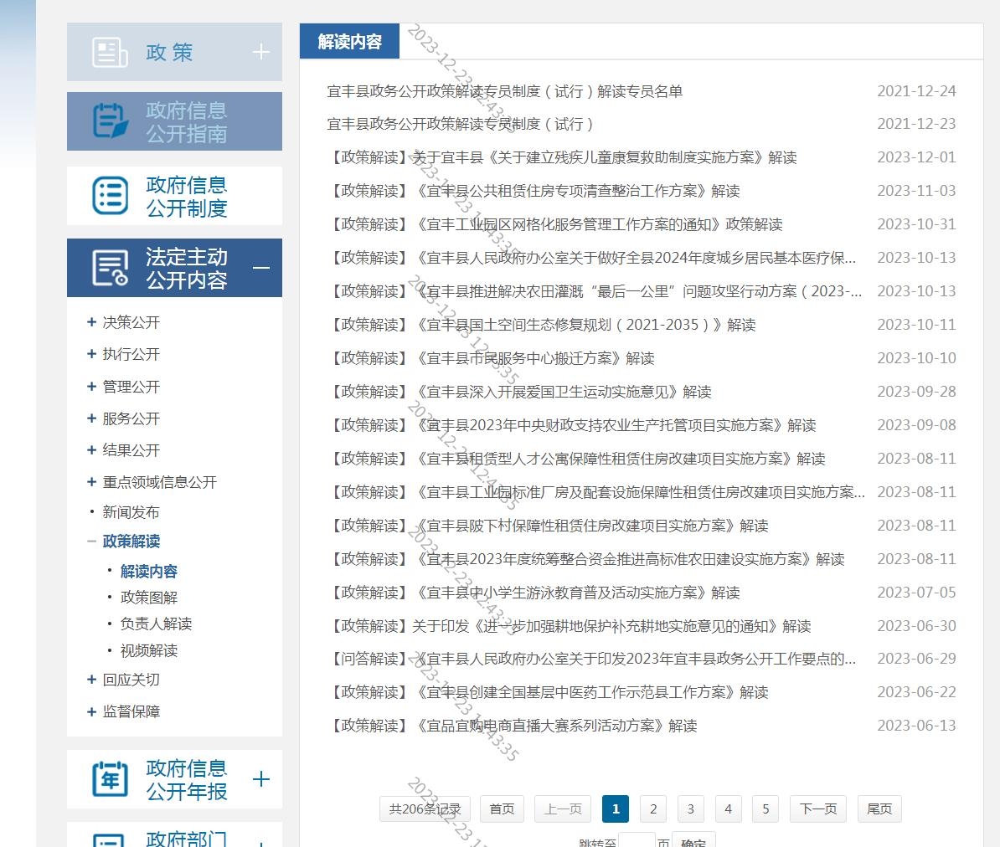 政 策
政府信息
公开指南
政府信息
公开制度
法定主动
公开内容
决策公开
执行公开
管理公开
服务公开
结果公开
重点领域信息公开
新闻发布
政策解读
解读内容
政策图解
负责人解读
视频解读
回应关切
监督保障
政府信息
公开年报
政府部门
解读内容
宜丰县政务公开政策解读专员制度（试行）解读专员名单 2021-12-24
宜丰县政务公开政策解读专员制度（试行） 2021-12-23
【政策解读】关于宜丰县《关于建立残疾儿童康复救助制度实施方案》解读 2023-12-01
【政策解读】《宜丰县公共租赁住房专项清查整治工作方案》解读 2023-11-03
【政策解读】《宜丰工业园区网格化服务管理工作方案的通知》政策解读 2023-10-31
【政策解读】《宜丰县人民政府办公室关于做好全县2024年度城乡居民基本医疗保... 2023-10-13
【政策解读】《宜丰县推进解决农田灌溉“最后一公里”问题攻坚行动方案（2023-... 2023-10-13
【政策解读】《宜丰县国土空间生态修复规划（2021-2035）》解读 2023-10-11
【政策解读】《宜丰县市民服务中心搬迁方案》解读 2023-10-10
【政策解读】《宜丰县深入开展爱国卫生运动实施意见》解读 2023-09-28
【政策解读】《宜丰县2023年中央财政支持农业生产托管项目实施方案》解读 2023-09-08
【政策解读】《宜丰县租赁型人才公寓保障性租赁住房改建项目实施方案》解读 2023-08-11
【政策解读】《宜丰县工业园标准厂房及配套设施保障性租赁住房改建项目实施方案... 2023-08-11
【政策解读】《宜丰县陂下村保障性租赁住房改建项目实施方案》解读 2023-08-11
【政策解读】《宜丰县2023年度统筹整合资金推进高标准农田建设实施方案》解读 2023-08-11
【政策解读】《宜丰县中小学生游泳教育普及活动实施方案》解读 2023-07-05
【政策解读】关于印发《进一步加强耕地保护补充耕地实施意见的通知》解读 2023-06-30
【问答解读】《宜丰县人民政府办公室关于印发2023年宜丰县政务公开工作要点的... 2023-06-29
【政策解读】《宜丰县创建全国基层中医药工作示范县工作方案》解读 2023-06-22
【政策解读】《宜品宜购电商直播大赛系列活动方案》解读 2023-06-13
共206条记录 首页 上一页 1 2 3 4 5 下一页 尾页
跳转至 页 确定
2023-12-23 12:43:35
2023-12-23 12:43:35
2023-12-23 12:43:35
2023-12-23 12:43:35
2023-12-23 12:43:35
2023-12-23 12:43:35
2023-12-23 1